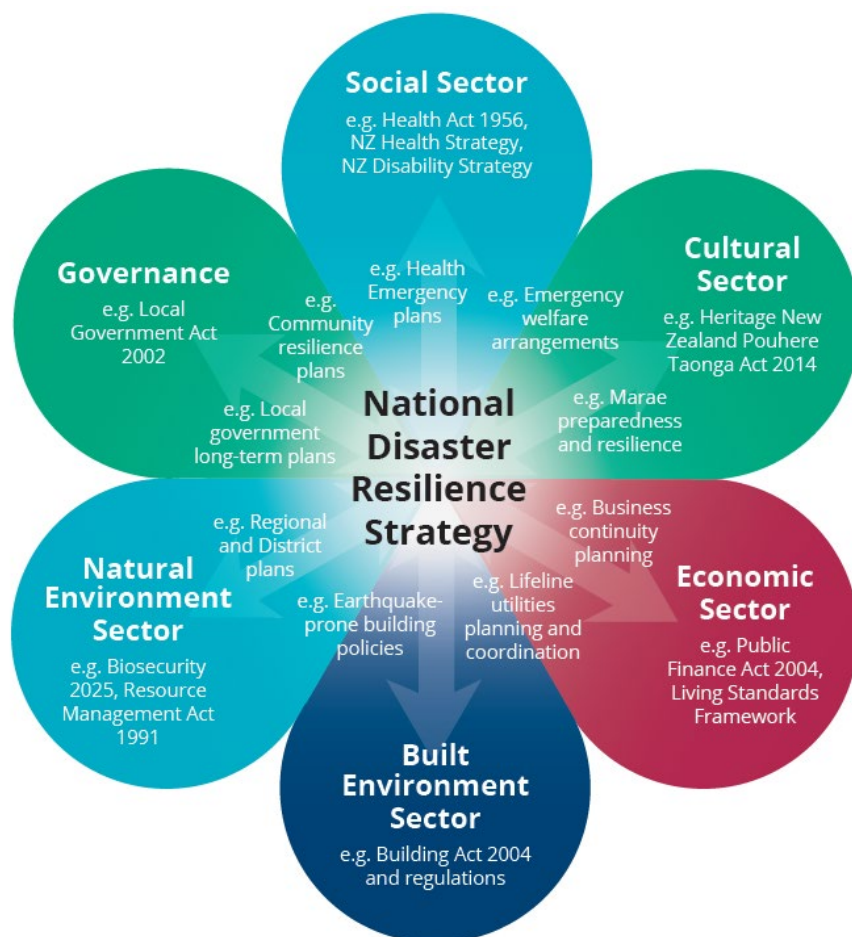 Social Sector
e.g. Health Act 1956,
NZ Health Strategy,
NZ Disability Strategy
Governance
e.g. Local
Government Act
2002
Cultural
Sector
e.g. Heritage New
Zealand Pouhere
Taonga Act 2014
e.g. Health
Emergency
plans
e.g.
Community
resilience
plans
e.g. Emergency
welfare
arrangements
e.g. Local
government
long-term plans
e.g. Marae
preparedness
and resilience
National
Disaster
Resilience
Strategy
e.g. Regional
and District
plans
e.g. Business
continuity
planning
Natural
Environment
Sector
e.g. Biosecurity
2025, Resource
Management Act
1991
e.g. Earthquake-
prone building
policies
e.g. Lifeline
utilities
planning and
coordination
Economic
Sector
e.g. Public
Finance Act 2004,
Living Standards
Framework
Built
Environment
Sector
e.g. Building Act 2004
and regulations